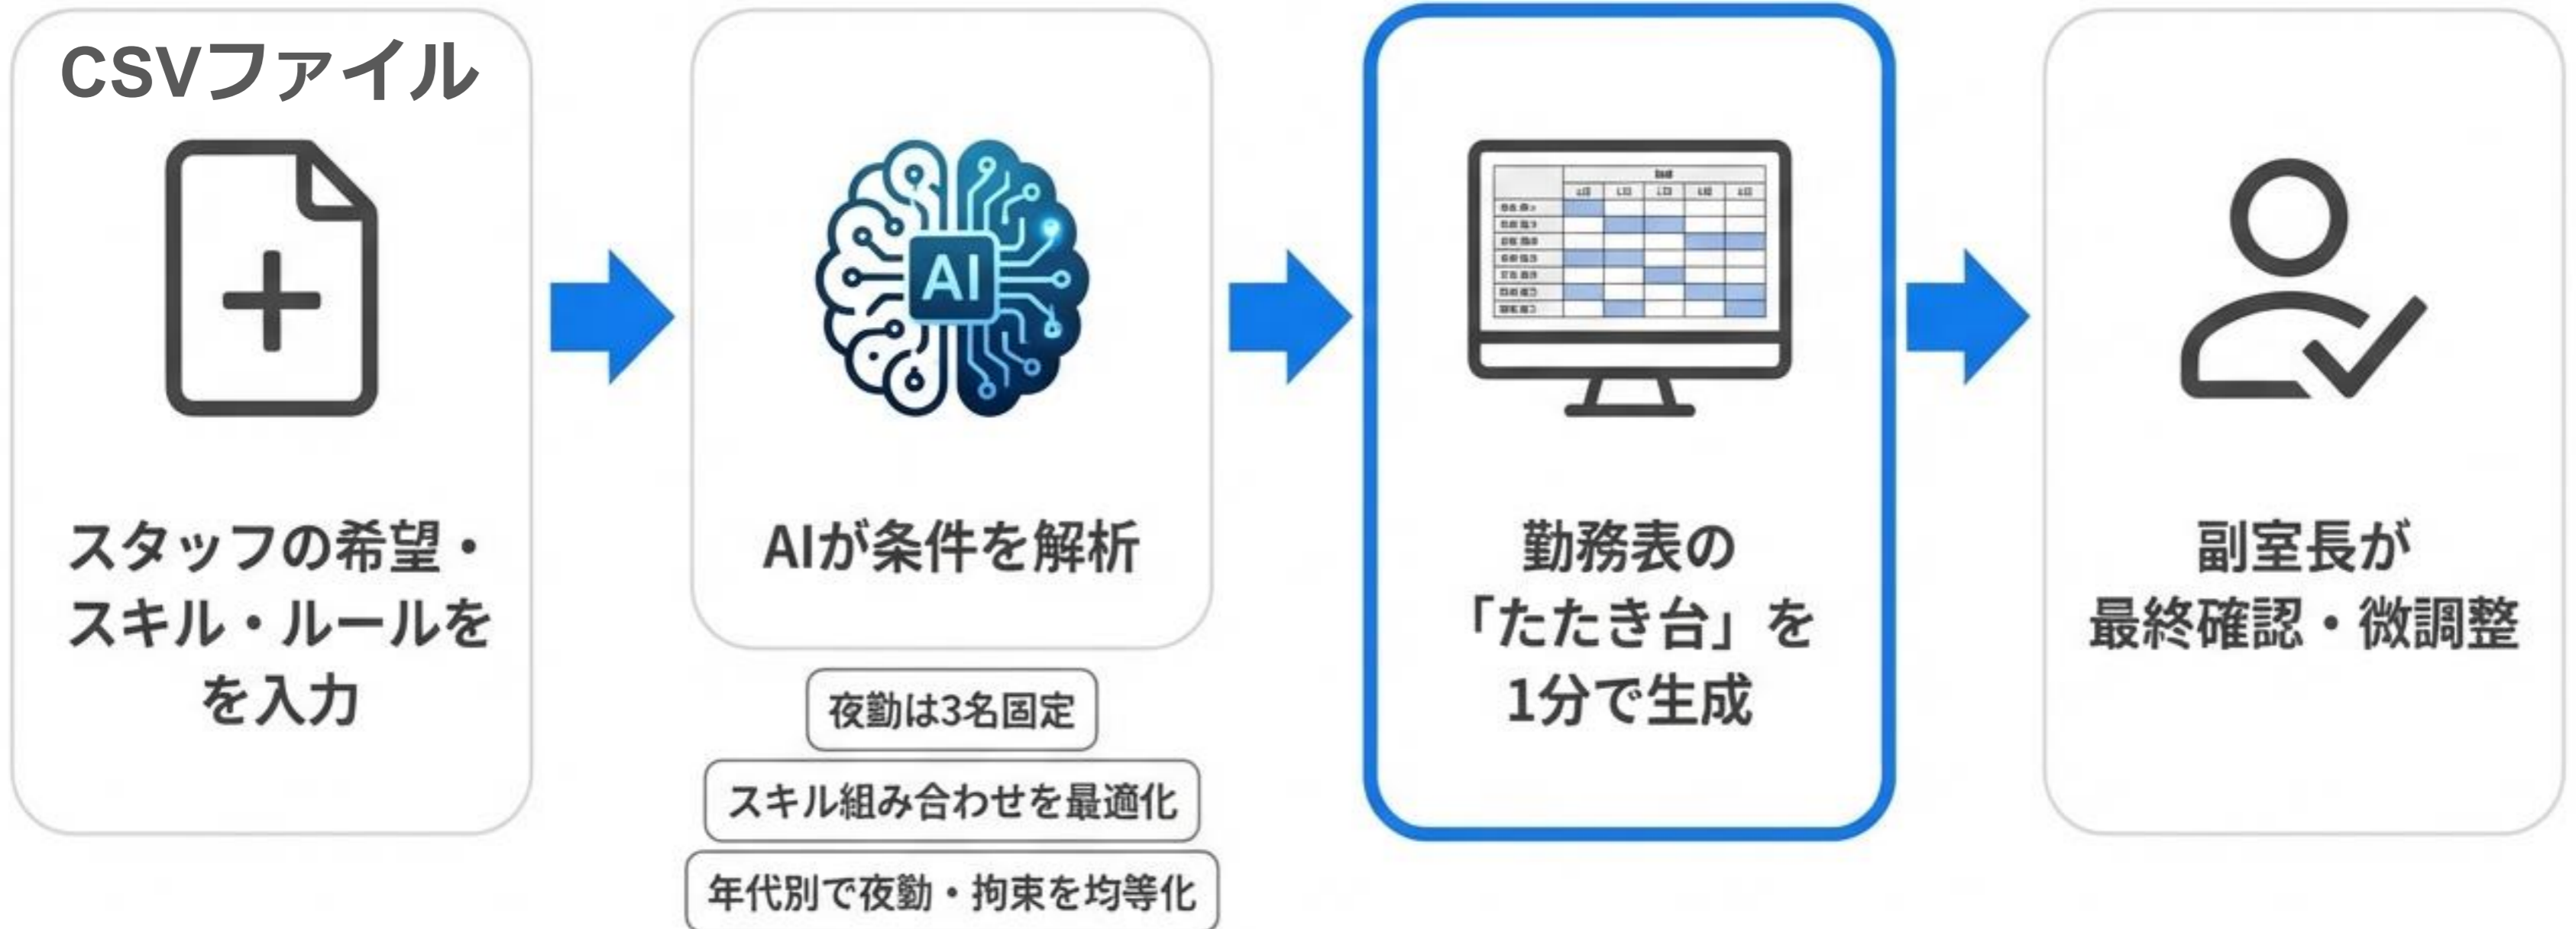 CSVファイル
スタッフの希望・
スキル・ルールを
を入力
AI
AIが条件を解析
夜勤は3名固定
スキル組み合わせを最適化
年代別で夜勤・拘束を均等化
勤務表の
「たたき台」を
1分で生成
副室長が
最終確認・微調整